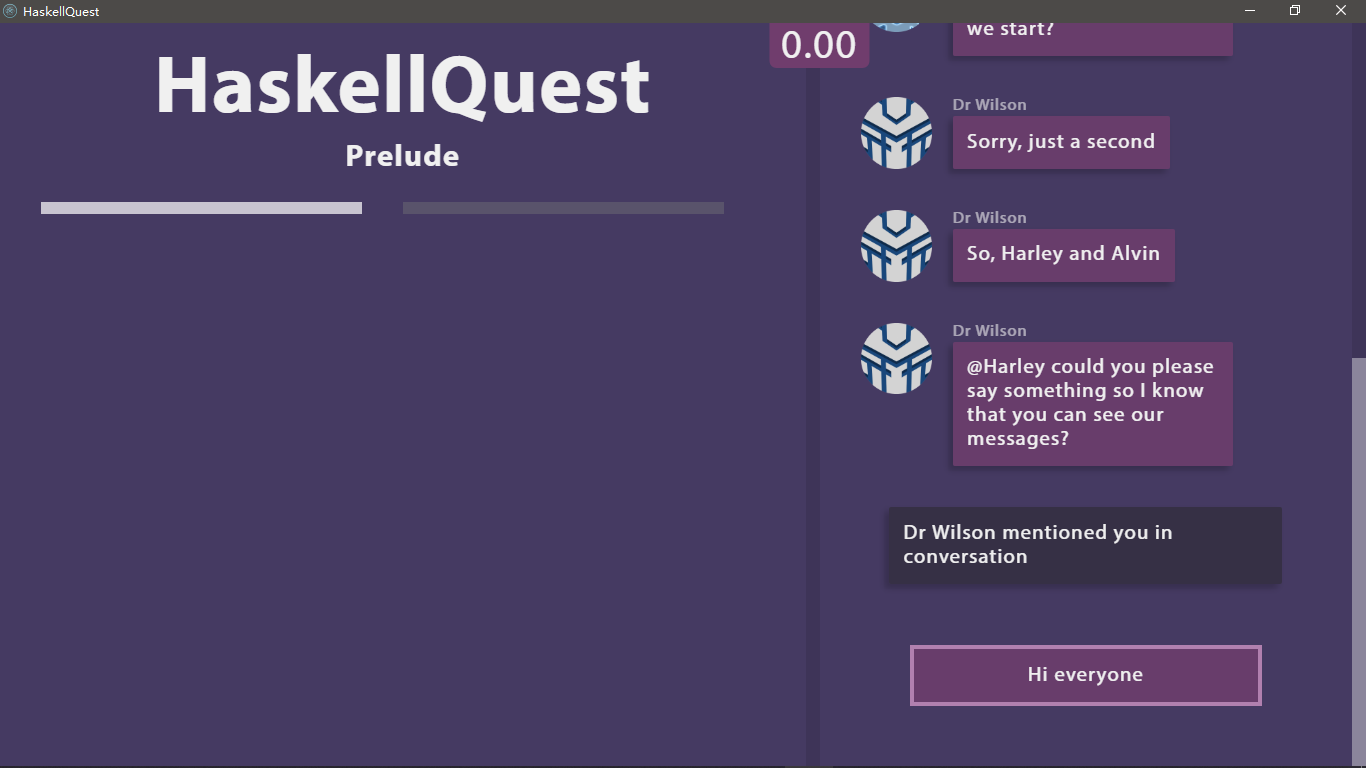 HaskellQuest
HaskellQuest
Prelude
0.00
we start?
Dr Wilson
Sorry, just a second
Dr Wilson
So, Harley and Alvin
Dr Wilson
@Harley could you please
say something so I know
that you can see our
messages?
Dr Wilson mentioned you in
conversation
Hi everyone